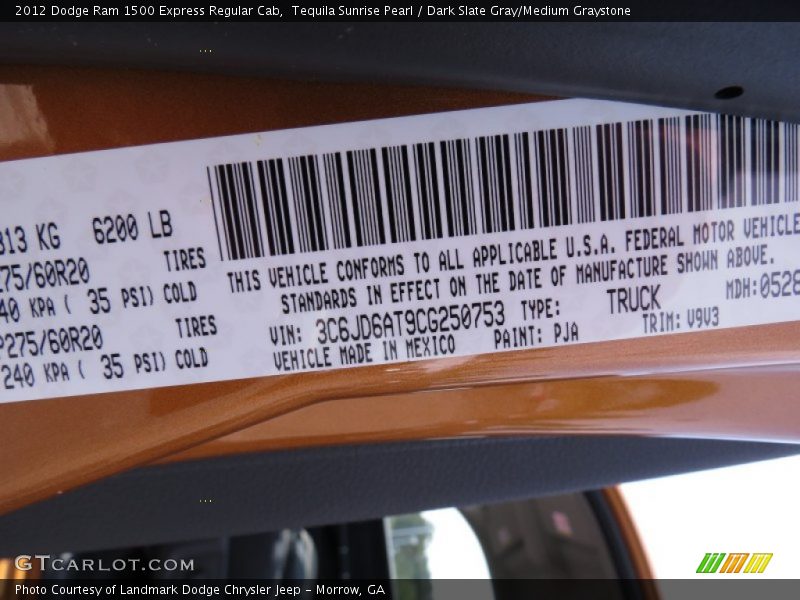 2012 Dodge Ram 1500 Express Regular Cab, Tequila Sunrise Pearl / Dark Slate Gray/Medium Graystone
313 KG 6200 LB
275/60R20 TIRES
40 KPA ( 35 PSI) COLD
P275/60R20 TIRES
240 KPA ( 35 PSI) COLD
THIS VEHICLE CONFORMS TO ALL APPLICABLE U.S.A. FEDERAL MOTOR VEHICLE
STANDARDS IN EFFECT ON THE DATE OF MANUFACTURE SHOWN ABOVE.
VIN: 3C6JD6AT9CG250753 TYPE: TRUCK MDH:0528
VEHICLE MADE IN MEXICO PAINT: PJA TRIM: V9V3
GTCARLOT.COM
Photo Courtesy of Landmark Dodge Chrysler Jeep - Morrow, GA